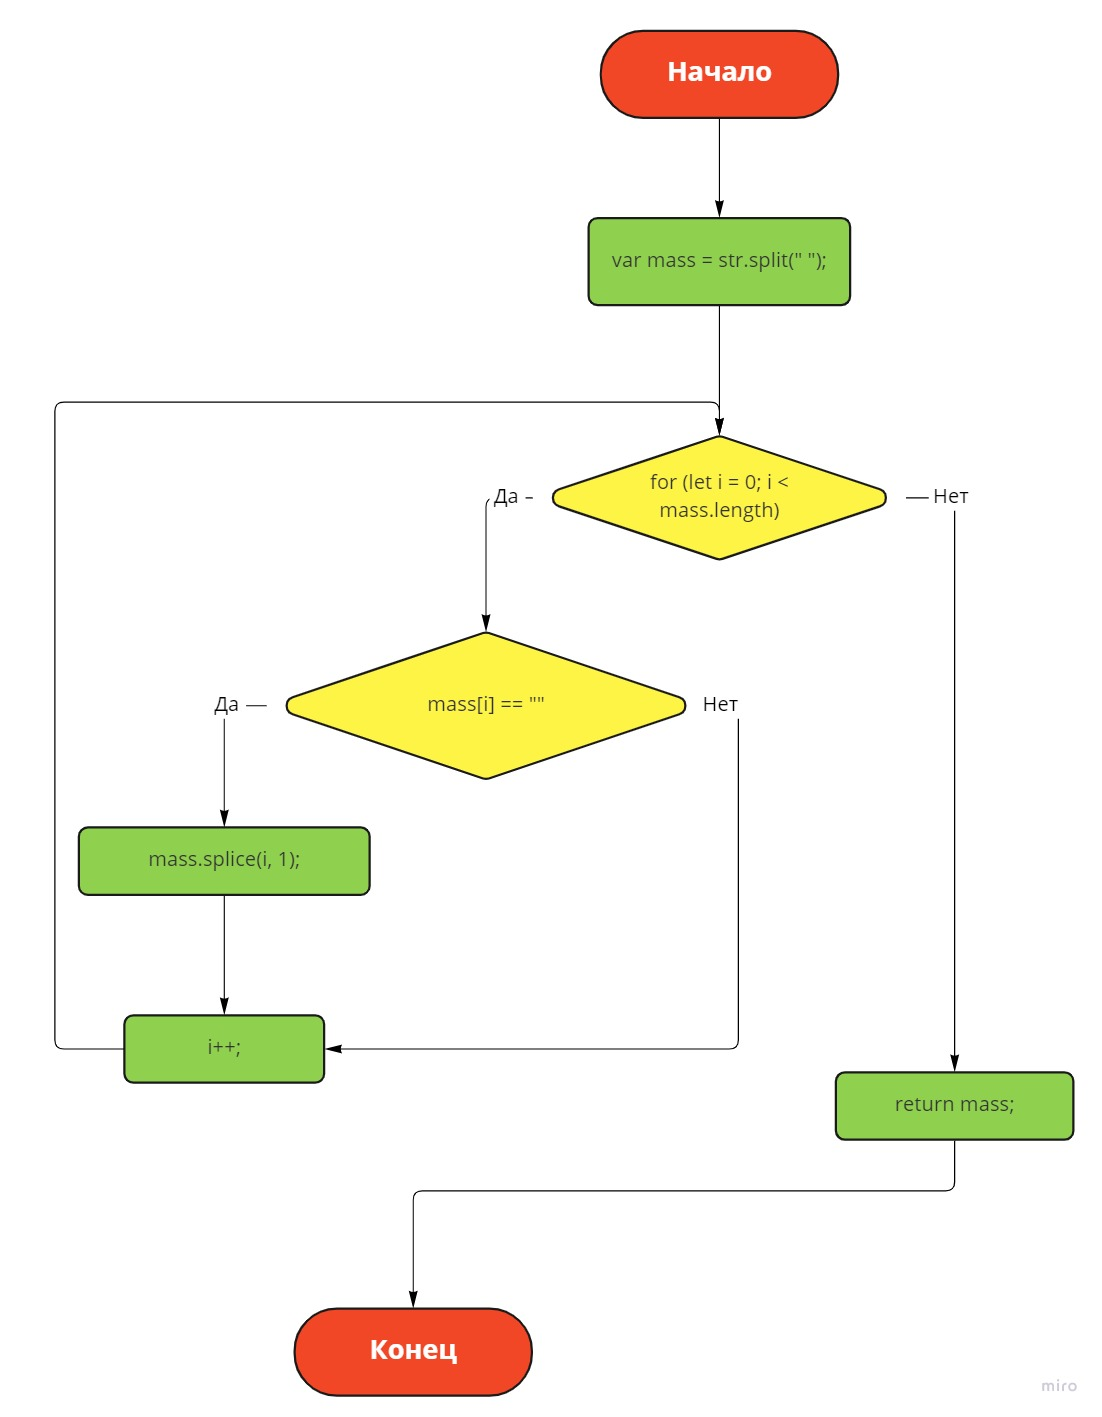 Начало
var mass = str.split(" ");
for (let i = 0; i <
mass.length)
Да
Нет
mass[i] == ""
Да
Нет
mass.splice(i, 1);
i++;
return mass;
Конец
miro